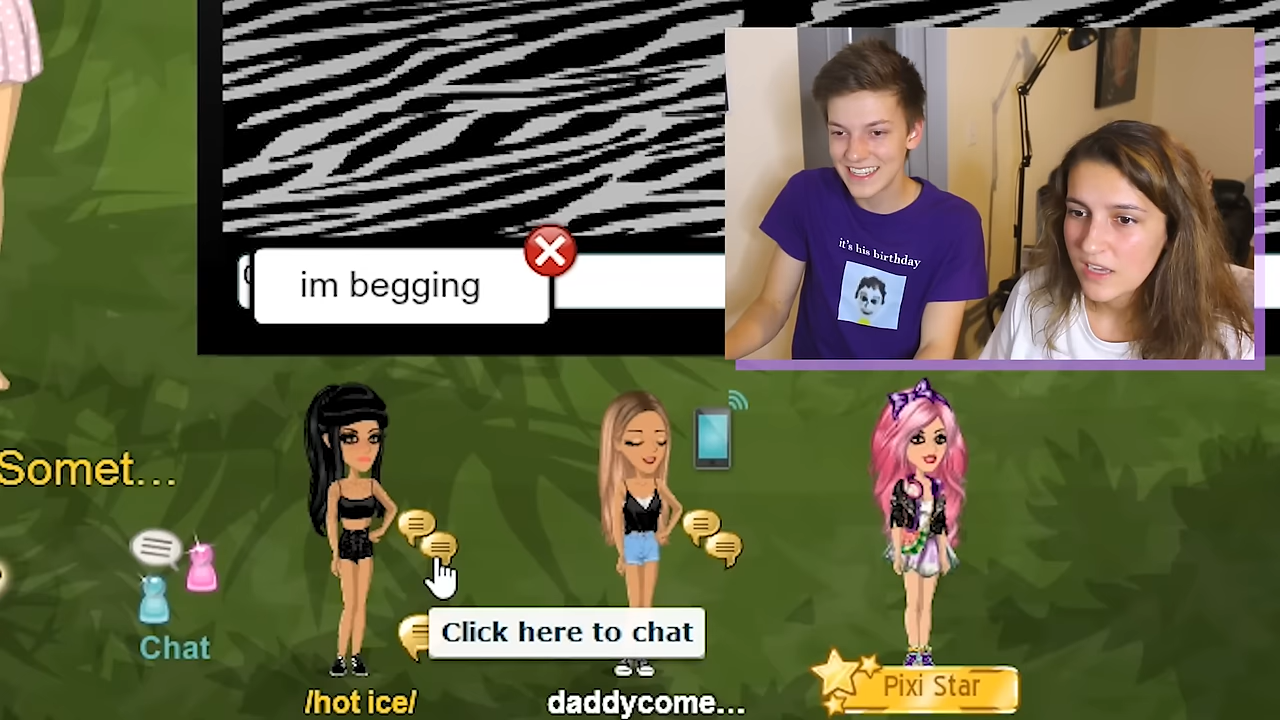 it's his birthday
im begging
Somet...
Chat
Click here to chat
/hot ice/
daddycome...
Pixi Star